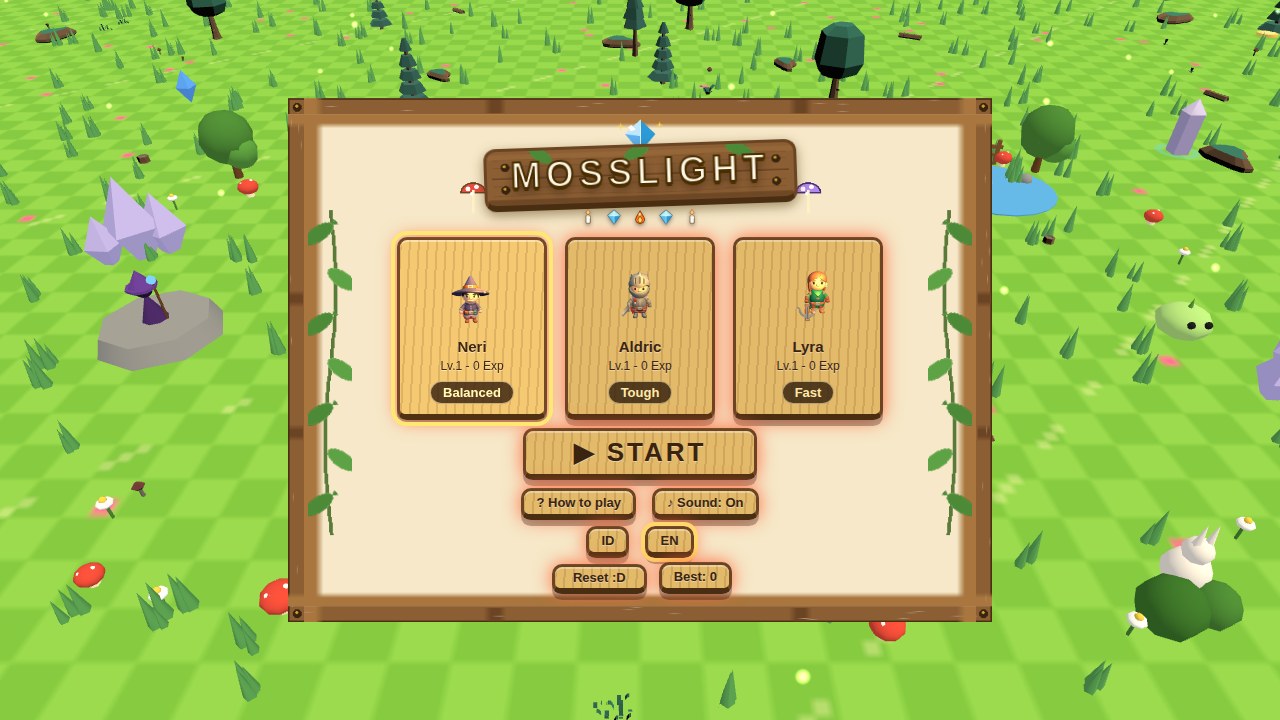 MOSSLIGHT
Neri
Lv.1 - 0 Exp
Balanced
Aldric
Lv.1 - 0 Exp
Tough
Lyra
Lv.1 - 0 Exp
Fast
▶ START
? How to play
♪ Sound: On
ID
EN
Reset :D
Best: 0